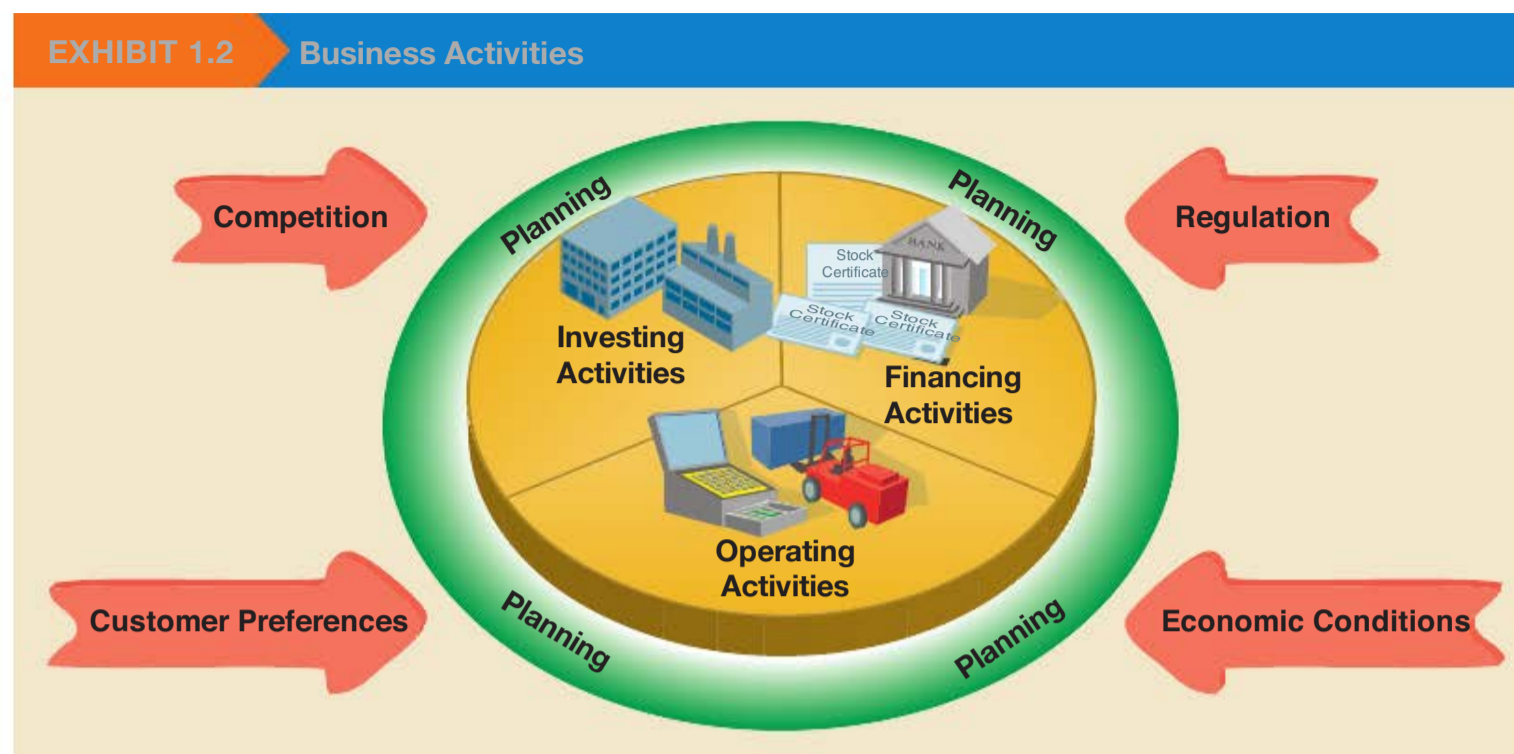 EXHIBIT 1.2
Business Activities
Competition
Planning
Planning
Regulation
BANK
Stock
Certificate
Stock
Certificate
Stock
Certificate
Investing
Activities
Financing
Activities
Operating
Activities
Customer Preferences
Planning
Planning
Economic Conditions